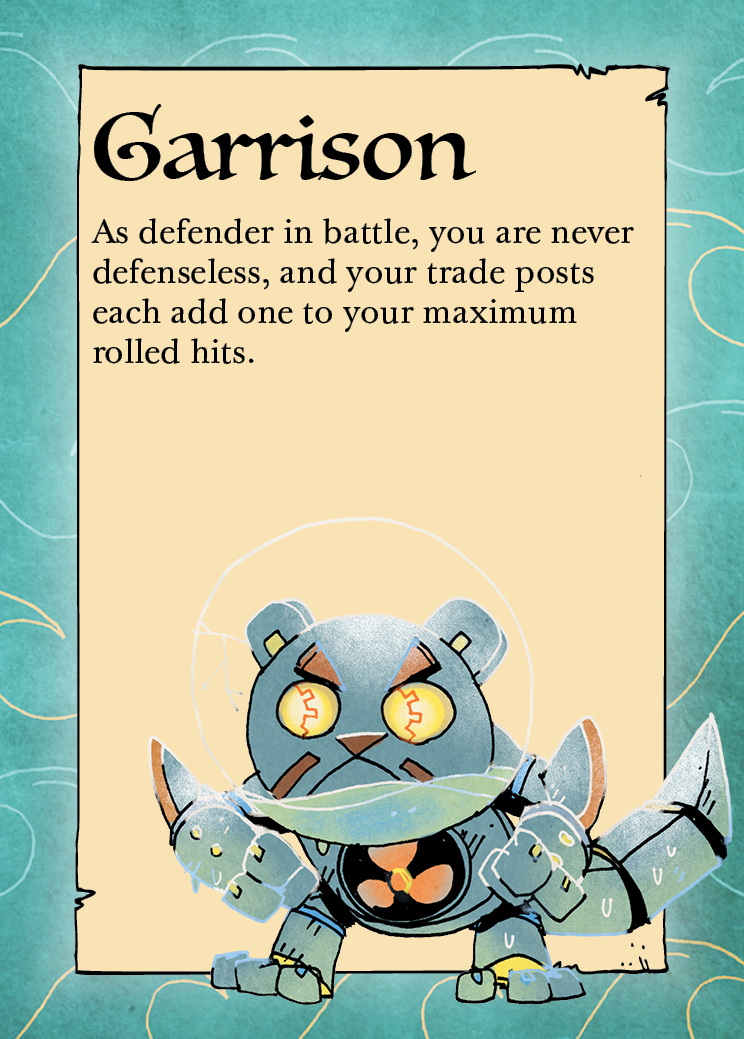 Garrison
As defender in battle, you are never
defenseless, and your trade posts
each add one to your maximum
rolled hits.